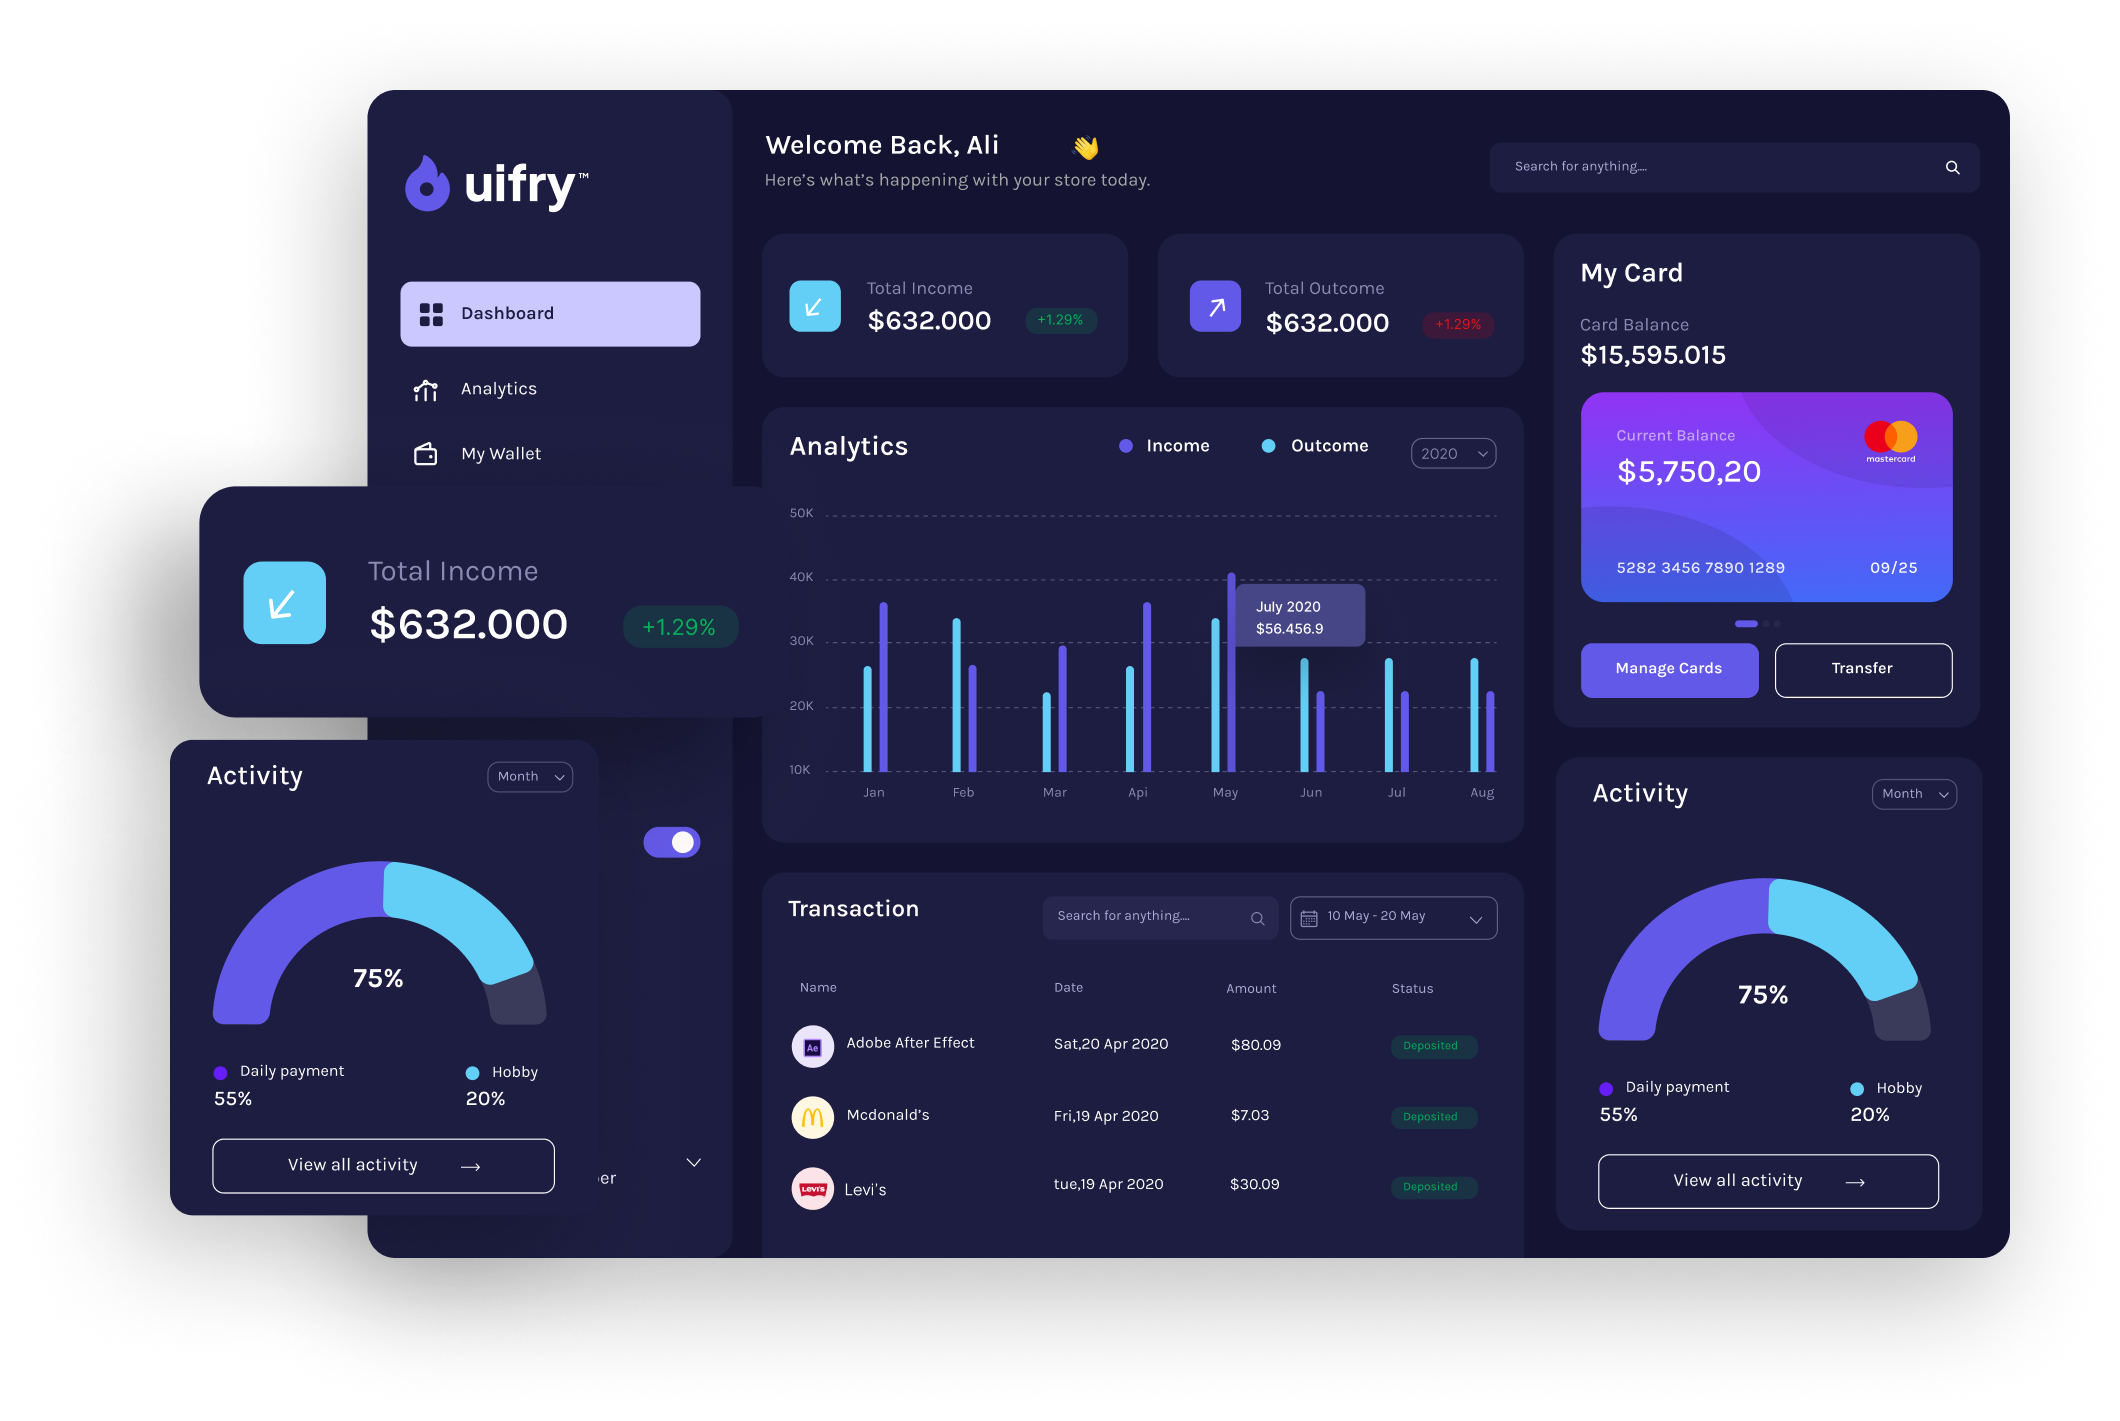 uifry™
Dashboard
Analytics
My Wallet
Total Income
$632.000
+1.29%
Activity
Month
75%
Daily payment
55%
Hobby
20%
View all activity
er
Welcome Back, Ali
Here's what's happening with your store today.
Search for anything....
Total Income
$632.000
+1.29%
Total Outcome
$632.000
+1.29%
Analytics
Income
Outcome
2020
50K
40K
30K
20K
10K
July 2020
$56.456.9
Jan
Feb
Mar
Api
May
Jun
Jul
Aug
Transaction
Search for anything....
10 May - 20 May
Name
Date
Amount
Status
Ae
Adobe After Effect
Sat,20 Apr 2020
$80.09
Deposited
Mcdonald's
Fri,19 Apr 2020
$7.03
Deposited
Levi's
Levi's
tue,19 Apr 2020
$30.09
Deposited
My Card
Card Balance
$15,595.015
Current Balance
$5,750,20
mastercard
5282 3456 7890 1289
09/25
Manage Cards
Transfer
Activity
Month
75%
Daily payment
55%
Hobby
20%
View all activity